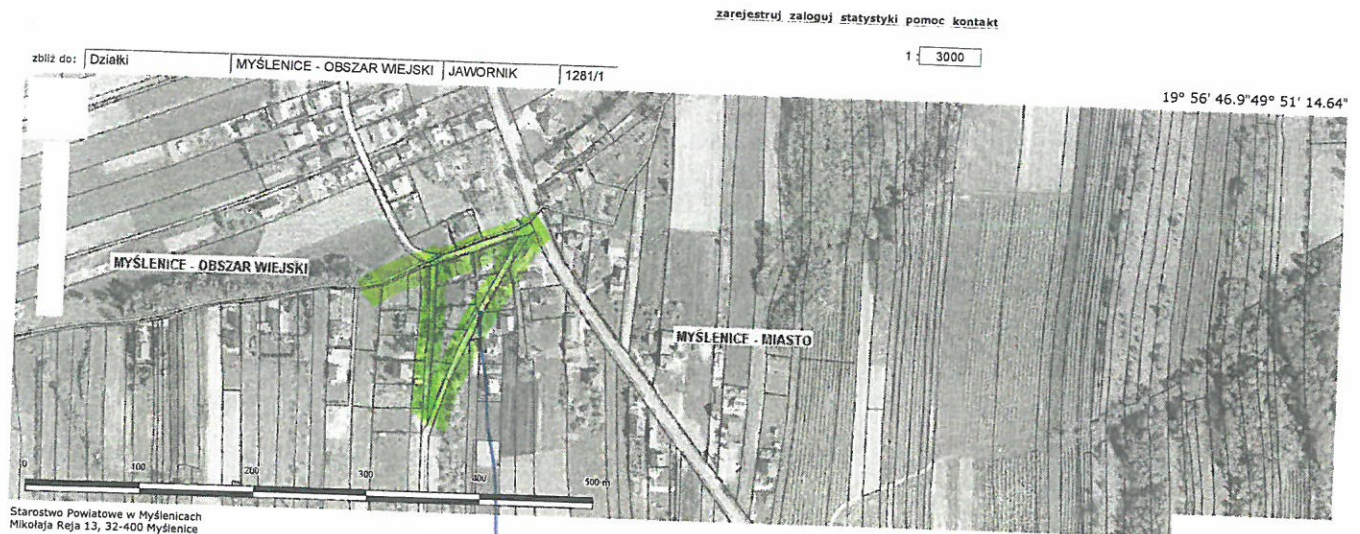 zarejestruj zaloguj statystyki pomoc kontakt
zbliż do: Działki MYŚLENICE - OBSZAR WIEJSKI JAWORNIK 1281/1
1 : 3000
19° 56' 46.9"49° 51' 14.64"
MYŚLENICE - OBSZAR WIEJSKI
MYŚLENICE - MIASTO
0 100 200 300 400 500 m
Starostwo Powiatowe w Myślenicach
Mikołaja Reja 13, 32-400 Myślenice